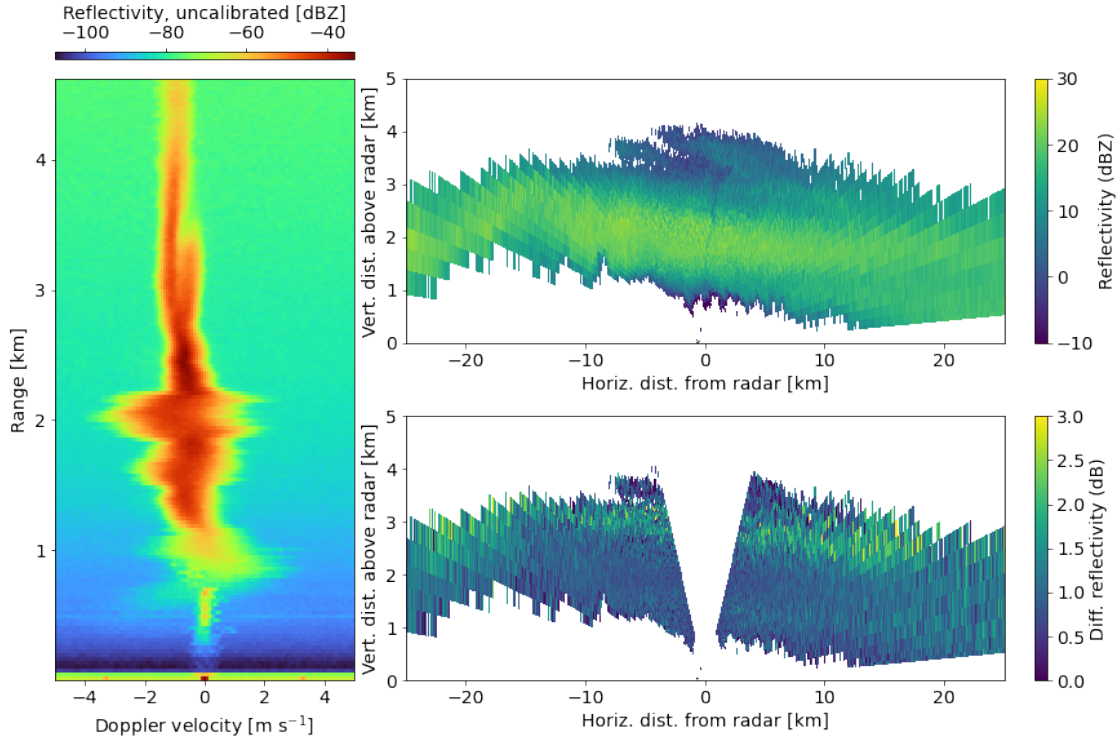 Reflectivity, uncalibrated [dBZ]
−100 −80 −60 −40
4
3
2
1
Range [km]
−4 −2 0 2 4
Doppler velocity [m s⁻¹]
5
4
3
2
1
0
Vert. dist. above radar [km]
−20 −10 0 10 20
Horiz. dist. from radar [km]
30
20
10
0
−10
Reflectivity (dBZ)
5
4
3
2
1
0
Vert. dist. above radar [km]
−20 −10 0 10 20
Horiz. dist. from radar [km]
3.0
2.5
2.0
1.5
1.0
0.5
0.0
Diff. reflectivity (dB)